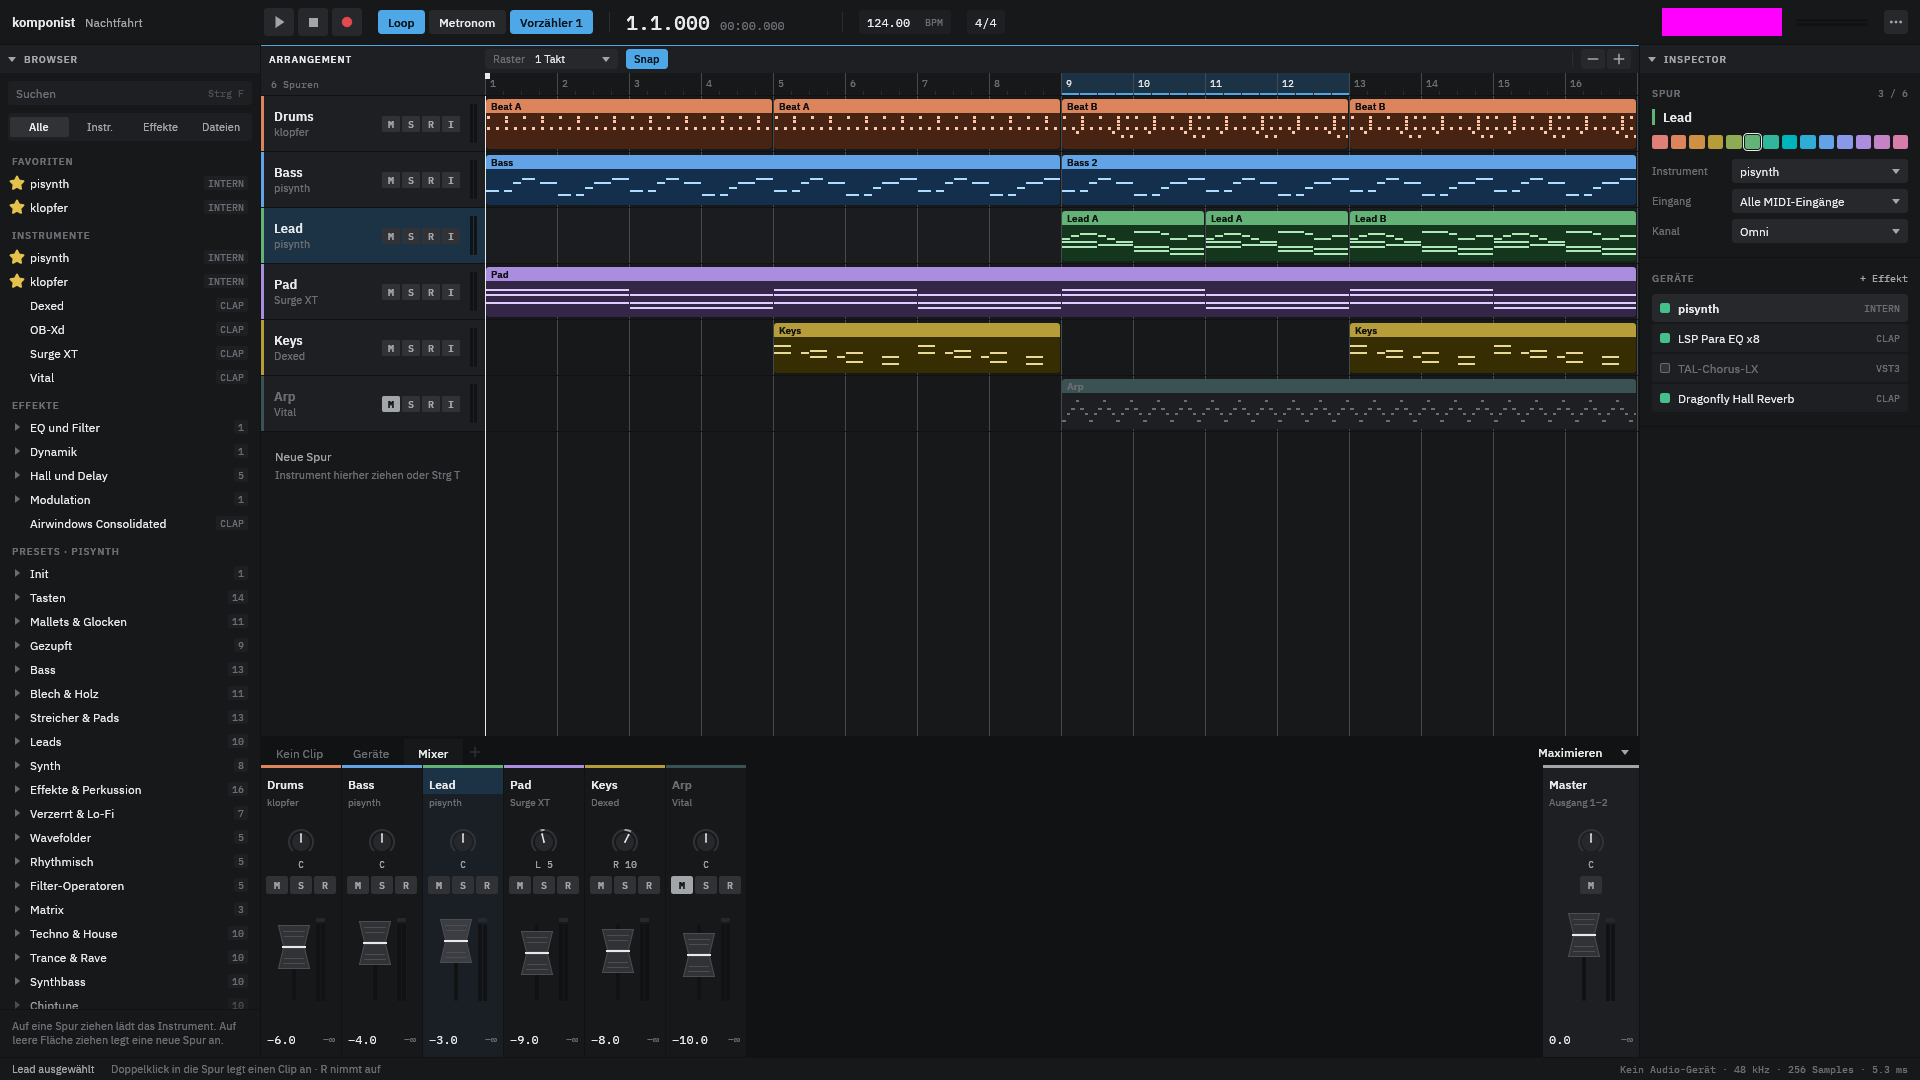 komponist Nachtfahrt Loop Metronom Vorzähler 1 1.1.000 00:00.000 124.00 BPM 4/4
BROWSER
Suchen Strg F
Alle Instr. Effekte Dateien
FAVORITEN
pisynth INTERN
klopfer INTERN
INSTRUMENTE
pisynth INTERN
klopfer INTERN
Dexed CLAP
OB-Xd CLAP
Surge XT CLAP
Vital CLAP
EFFEKTE
EQ und Filter 1
Dynamik 1
Hall und Delay 5
Modulation 1
Airwindows Consolidated CLAP
PRESETS · PISYNTH
Init 1
Tasten 14
Mallets & Glocken 11
Gezupft 9
Bass 13
Blech & Holz 11
Streicher & Pads 13
Leads 10
Synth 8
Effekte & Perkussion 16
Verzerrt & Lo-Fi 7
Wavefolder 5
Rhythmisch 5
Filter-Operatoren 5
Matrix 3
Techno & House 10
Trance & Rave 10
Synthbass 10
Chiptune 10
Auf eine Spur ziehen lädt das Instrument. Auf
leere Fläche ziehen legt eine neue Spur an.
ARRANGEMENT Raster 1 Takt Snap
6 Spuren 1 2 3 4 5 6 7 8 9 10 11 12 13 14 15 16
Drums M S R I
klopfer
Beat A Beat A Beat B Beat B
Bass M S R I
pisynth
Bass Bass 2
Lead M S R I
pisynth
Lead A Lead A Lead B
Pad M S R I
Surge XT
Pad
Keys M S R I
Dexed
Keys Keys
Arp M S R I
Vital
Arp
Neue Spur
Instrument hierher ziehen oder Strg T
Kein Clip Geräte Mixer + Maximieren
Drums Bass Lead Pad Keys Arp Master
klopfer pisynth pisynth Surge XT Dexed Vital Ausgang 1–2
C C C L 5 R 10 C C
M S R M S R M S R M S R M S R M S R M
−6.0 −∞ −4.0 −∞ −3.0 −∞ −9.0 −∞ −8.0 −∞ −10.0 −∞ 0.0 −∞
INSPECTOR
SPUR 3 / 6
Lead
Instrument pisynth
Eingang Alle MIDI-Eingänge
Kanal Omni
GERÄTE + Effekt
pisynth INTERN
LSP Para EQ x8 CLAP
TAL-Chorus-LX VST3
Dragonfly Hall Reverb CLAP
Lead ausgewählt Doppelklick in die Spur legt einen Clip an · R nimmt auf Kein Audio-Gerät · 48 kHz · 256 Samples · 5.3 ms